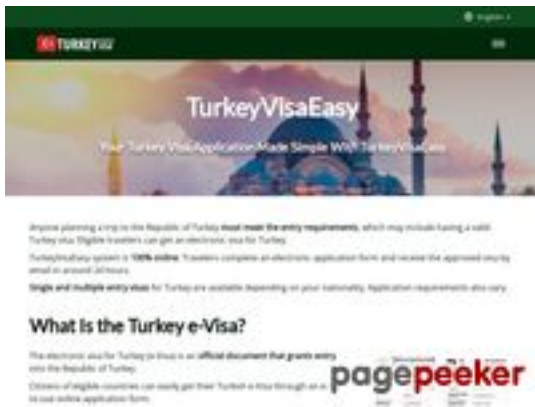 English
TURKEY
TurkeyVisaEasy
Your Turkey Visa Application Made Simple With TurkeyVisaEasy
Anyone planning a trip to the Republic of Turkey must meet the entry requirements, which may include having a valid
Turkey visa. Eligible travelers can get an electronic visa for Turkey.
TurkeyVisaEasy system is 100% online. Travelers complete an electronic application form and receive the approved visa by
email in around 24 hours.
Single and multiple entry visas for Turkey are available depending on your nationality. Application requirements also vary.
What Is the Turkey e-Visa?
The electronic visa for Turkey (e-Visa) is an official document that grants entry
into the Republic of Turkey.
Citizens of eligible countries can easily get their Turkish e-Visa through an
to use online application form.
pagepeeker